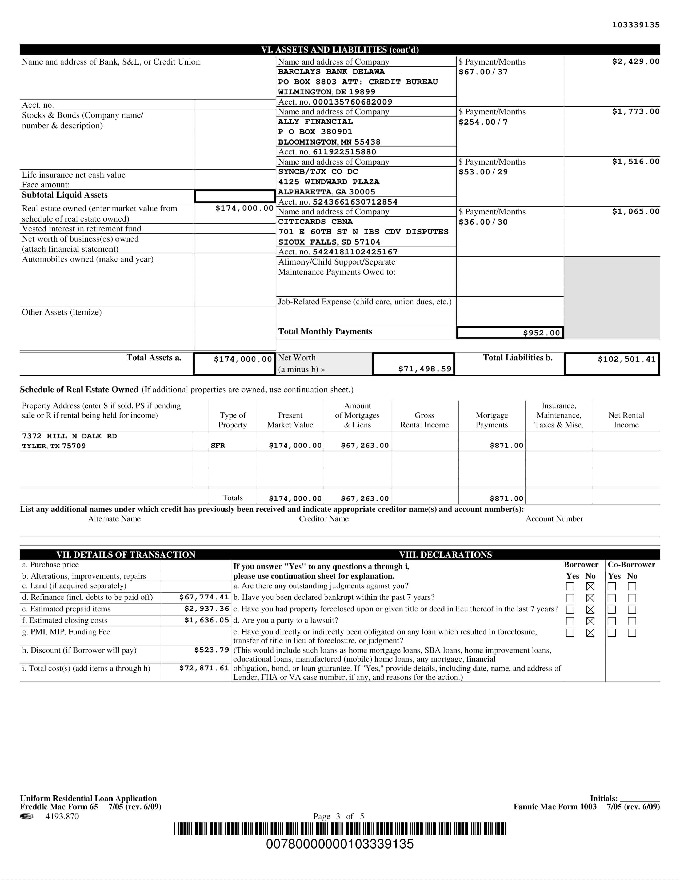 103339135
VI. ASSETS AND LIABILITIES (cont'd)
Name and address of Bank, S&L, or Credit Union
Acct. no.
Stocks & Bonds (Company name/
number & description)
Life insurance net cash value
Face amount:
Subtotal Liquid Assets
Real estate owned (enter market value from
schedule of real estate owned)
$174,000.00
Vested interest in retirement fund
Net worth of business(es) owned
(attach financial statement)
Automobiles owned (make and year)
Other Assets (itemize)
Total Assets a.
$174,000.00
Name and address of Company
$ Payment/Months
$2,429.00
BARCLAYS BANK DELAWA
$67.00/37
PO BOX 8803 ATT: CREDIT BUREAU
WILMINGTON, DE 19899
Acct. no. 000135760682009
Name and address of Company
$ Payment/Months
$1,773.00
ALLY FINANCIAL
$254.00/7
P O BOX 380901
BLOOMINGTON, MN 55438
Acct. no. 611922515880
Name and address of Company
$ Payment/Months
$1,516.00
SYNCB/TJX CO DC
$53.00/29
4125 WINDWARD PLAZA
ALPHARETTA, GA 30005
Acct. no. 5243661630712854
Name and address of Company
$ Payment/Months
$1,065.00
CITICARDS CBNA
$36.00/30
701 E 60TH ST N IBS CDV DISPUTES
SIOUX FALLS, SD 57104
Acct. no. 5424181102425167
Alimony/Child Support/Separate
Maintenance Payments Owed to:
Job-Related Expense (child care, union dues, etc.)
Total Monthly Payments
$952.00
Net Worth
(a minus b) »
$71,498.59
Total Liabilities b.
$102,501.41
Schedule of Real Estate Owned (If additional properties are owned, use continuation sheet.)
Property Address (enter S if sold, PS if pending
sale or R if rental being held for income)
Type of
Property
Present
Market Value
Amount
of Mortgages
& Liens
Gross
Rental Income
Mortgage
Payments
Insurance,
Maintenance,
Taxes & Misc.
Net Rental
Income
7372 HILL N DALE RD
TYLER, TX 75709 SFR $174,000.00 $67,263.00 $871.00
Totals $174,000.00 $67,263.00 $871.00
List any additional names under which credit has previously been received and indicate appropriate creditor name(s) and account number(s):
Alternate Name Creditor Name Account Number
VII. DETAILS OF TRANSACTION
a. Purchase price
b. Alterations, improvements, repairs
c. Land (if acquired separately)
d. Refinance (incl. debts to be paid off) $67,774.41
e. Estimated prepaid items $2,937.36
f. Estimated closing costs $1,636.05
g. PMI, MIP, Funding Fee
h. Discount (if Borrower will pay) $523.79
i. Total cost(s) (add items a through h) $72,871.61
VIII. DECLARATIONS
If you answer "Yes" to any questions a through i,
please use continuation sheet for explanation.
Borrower Co-Borrower
Yes No Yes No
a. Are there any outstanding judgments against you?
b. Have you been declared bankrupt within the past 7 years?
c. Have you had property foreclosed upon or given title or deed in lieu thereof in the last 7 years?
d. Are you a party to a lawsuit?
e. Have you directly or indirectly been obligated on any loan which resulted in foreclosure,
transfer of title in lieu of foreclosure, or judgment?
(This would include such loans as home mortgage loans, SBA loans, home improvement loans,
educational loans, manufactured (mobile) home loans, any mortgage, financial
obligation, bond, or loan guarantee. If "Yes," provide details, including date, name, and address of
Lender, FHA or VA case number, if any, and reasons for the action.)
Uniform Residential Loan Application
Freddie Mac Form 65 7/05 (rev. 6/09)
4193.870
Page 3 of 5
Initials:
Fannie Mae Form 1003 7/05 (rev. 6/09)
00780000000103339135